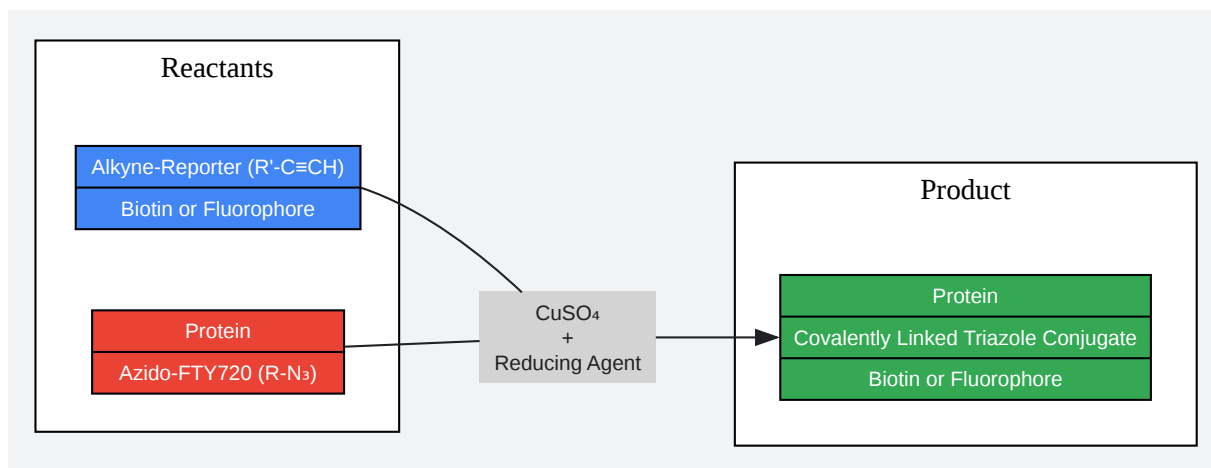 Reactants
Alkyne-Reporter (R'-C≡CH)
Biotin or Fluorophore
Protein
Azido-FTY720 (R-N₃)
CuSO₄
+
Reducing Agent
Product
Protein
Covalently Linked Triazole Conjugate
Biotin or Fluorophore